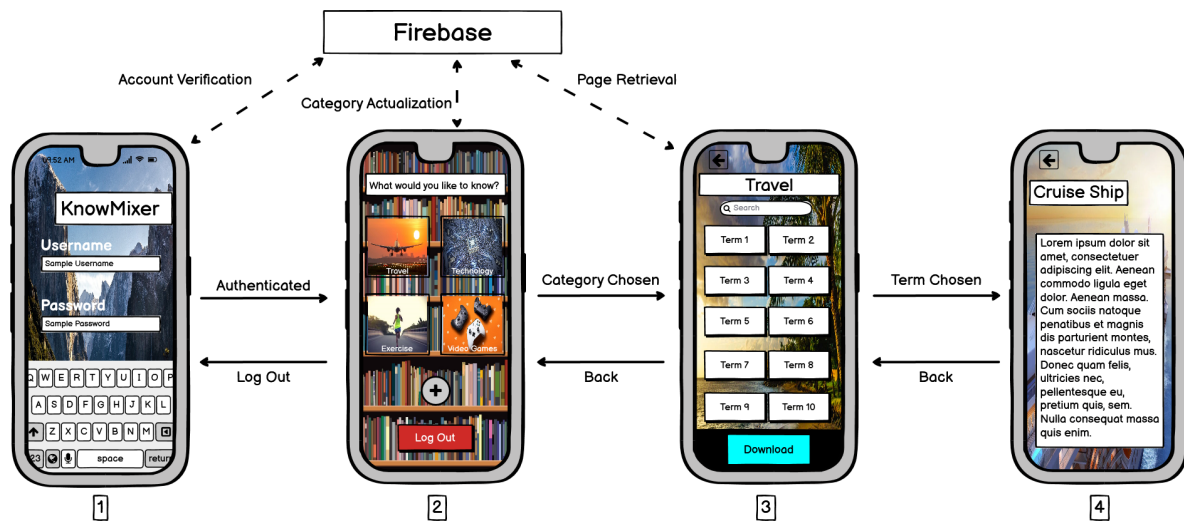 Firebase
Account Verification
Category Actualization
Page Retrieval
09:52 AM
KnowMixer
Username
Sample Username
Password
Sample Password
Q W E R T Y U I O P
A S D F G H J K L
Z X C V B N M
123 space return
1
Authenticated
Log Out
What would you like to know?
Travel
Technology
Exercise
Video Games
+
Log Out
2
Category Chosen
Back
Travel
Search
Term 1
Term 2
Term 3
Term 4
Term 5
Term 6
Term 7
Term 8
Term 9
Term 10
Download
3
Term Chosen
Back
Cruise Ship
Lorem ipsum dolor sit
amet, consectetuer
adipiscing elit. Aenean
commodo ligula eget
dolor. Aenean massa.
Cum sociis natoque
penatibus et magnis
dis parturient montes,
nascetur ridiculus mus.
Donec quam felis,
ultricies nec,
pellentesque eu,
pretium quis, sem.
Nulla consequat massa
quis enim.
4